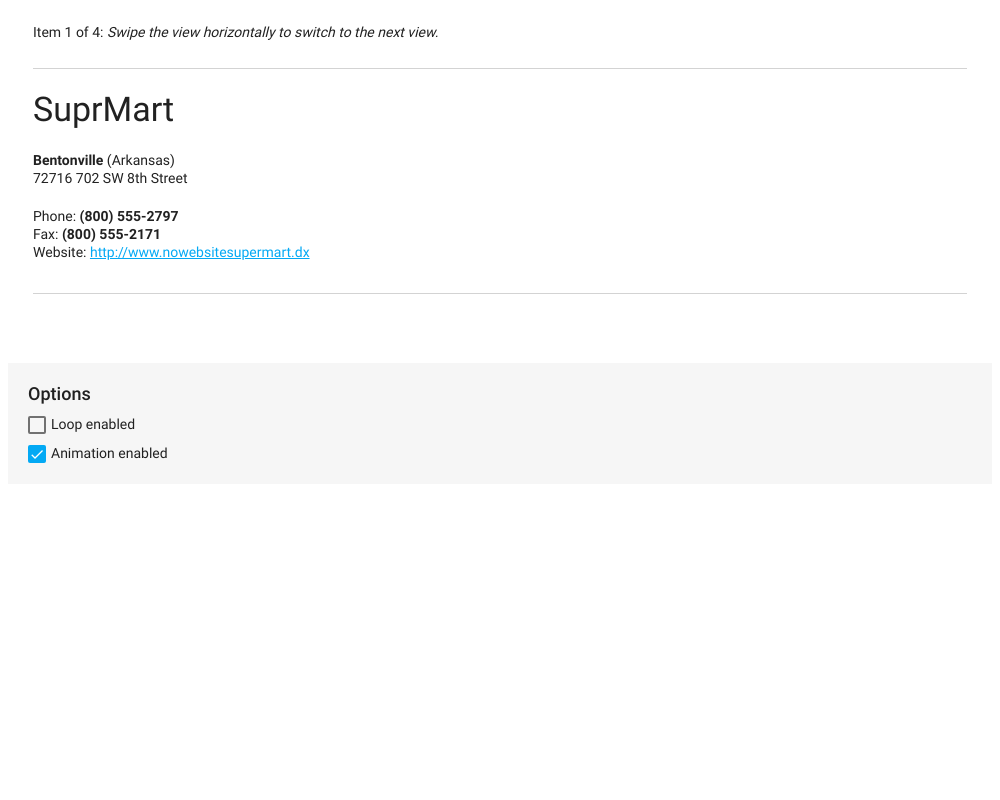 Item 1 of 4: Swipe the view horizontally to switch to the next view.
SuprMart
Bentonville (Arkansas)
72716 702 SW 8th Street
Phone: (800) 555-2797
Fax: (800) 555-2171
Website: http://www.nowebsitesupermart.dx
Options
Loop enabled
Animation enabled